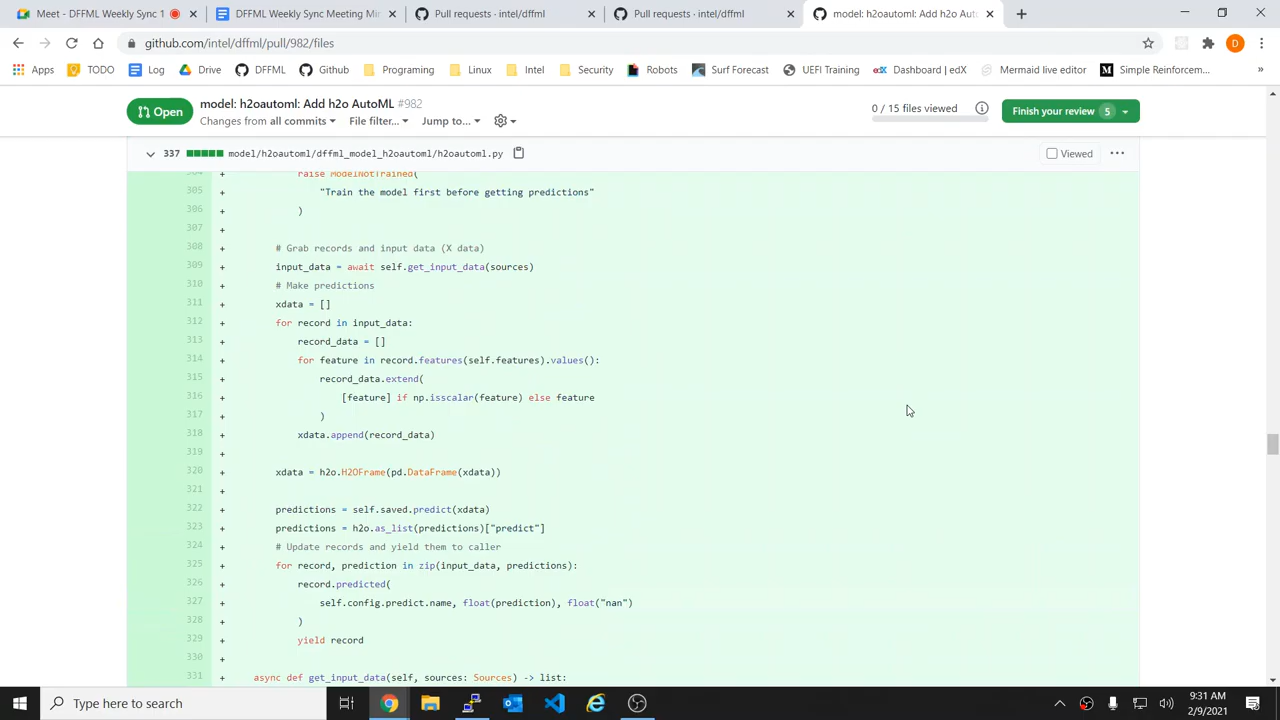 Meet - DFFML Weekly Sync 1
DFFML Weekly Sync Meeting Mi
Pull requests · intel/dffml
Pull requests · intel/dffml
model: h2oautoml: Add h2o Aut
github.com/intel/dffml/pull/982/files
D
Apps
TODO
Log
Drive
DFFML
Github
Programing
Linux
Intel
Security
Robots
Surf Forecast
UEFI Training
Dashboard | edX
Mermaid live editor
Simple Reinforcem...
»
Open
model: h2oautoml: Add h2o AutoML #982
Changes from all commits
File filter...
Jump to...
0 / 15 files viewed
Finish your review 5
337 model/h2oautoml/dffml_model_h2oautoml/h2oautoml.py
Viewed
304 + raise ModelNotTrained(
305 + "Train the model first before getting predictions"
306 + )
307 +
308 + # Grab records and input data (X data)
309 + input_data = await self.get_input_data(sources)
310 + # Make predictions
311 + xdata = []
312 + for record in input_data:
313 + record_data = []
314 + for feature in record.features(self.features).values():
315 + record_data.extend(
316 + [feature] if np.isscalar(feature) else feature
317 + )
318 + xdata.append(record_data)
319 +
320 + xdata = h2o.H2OFrame(pd.DataFrame(xdata))
321 +
322 + predictions = self.saved.predict(xdata)
323 + predictions = h2o.as_list(predictions)["predict"]
324 + # Update records and yield them to caller
325 + for record, prediction in zip(input_data, predictions):
326 + record.predicted(
327 + self.config.predict.name, float(prediction), float("nan")
328 + )
329 + yield record
330 +
331 + async def get_input_data(self, sources: Sources) -> list:
Type here to search
9:31 AM
2/9/2021